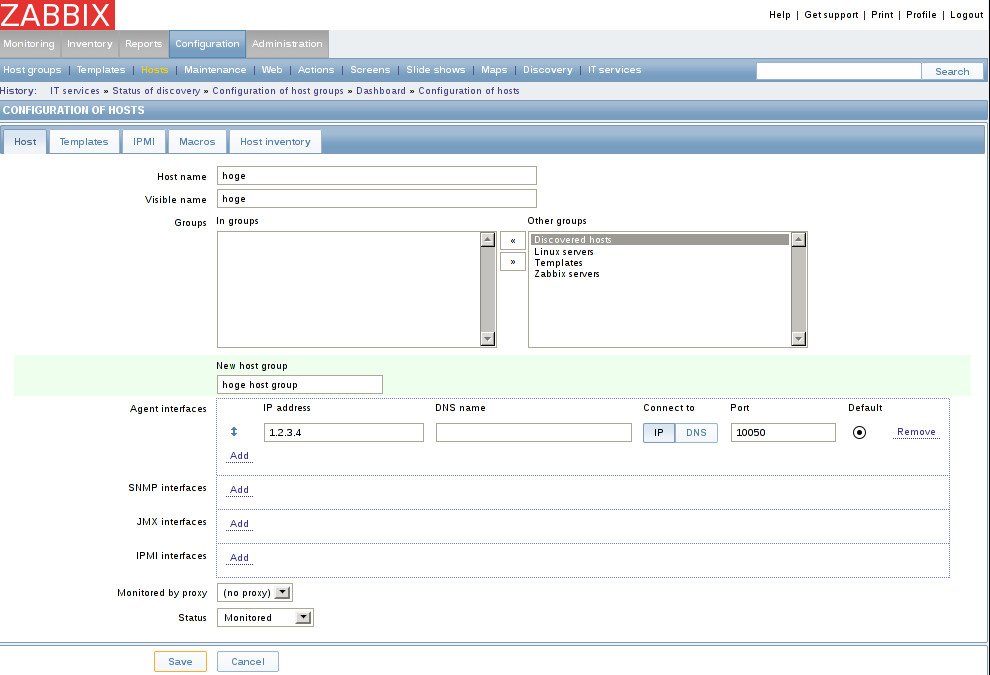 ZABBIX
Help | Get support | Print | Profile | Logout
Monitoring Inventory Reports Configuration Administration
Host groups | Templates | Hosts | Maintenance | Web | Actions | Screens | Slide shows | Maps | Discovery | IT services Search
History: IT services » Status of discovery » Configuration of host groups » Dashboard » Configuration of hosts
CONFIGURATION OF HOSTS
Host Templates IPMI Macros Host inventory
Host name hoge
Visible name hoge
Groups In groups Other groups
« Discovered hosts
Linux servers
» Templates
Zabbix servers
New host group
hoge host group
Agent interfaces IP address DNS name Connect to Port Default
1.2.3.4 IP DNS 10050 Remove
Add
SNMP interfaces Add
JMX interfaces Add
IPMI interfaces Add
Monitored by proxy (no proxy)
Status Monitored
Save Cancel